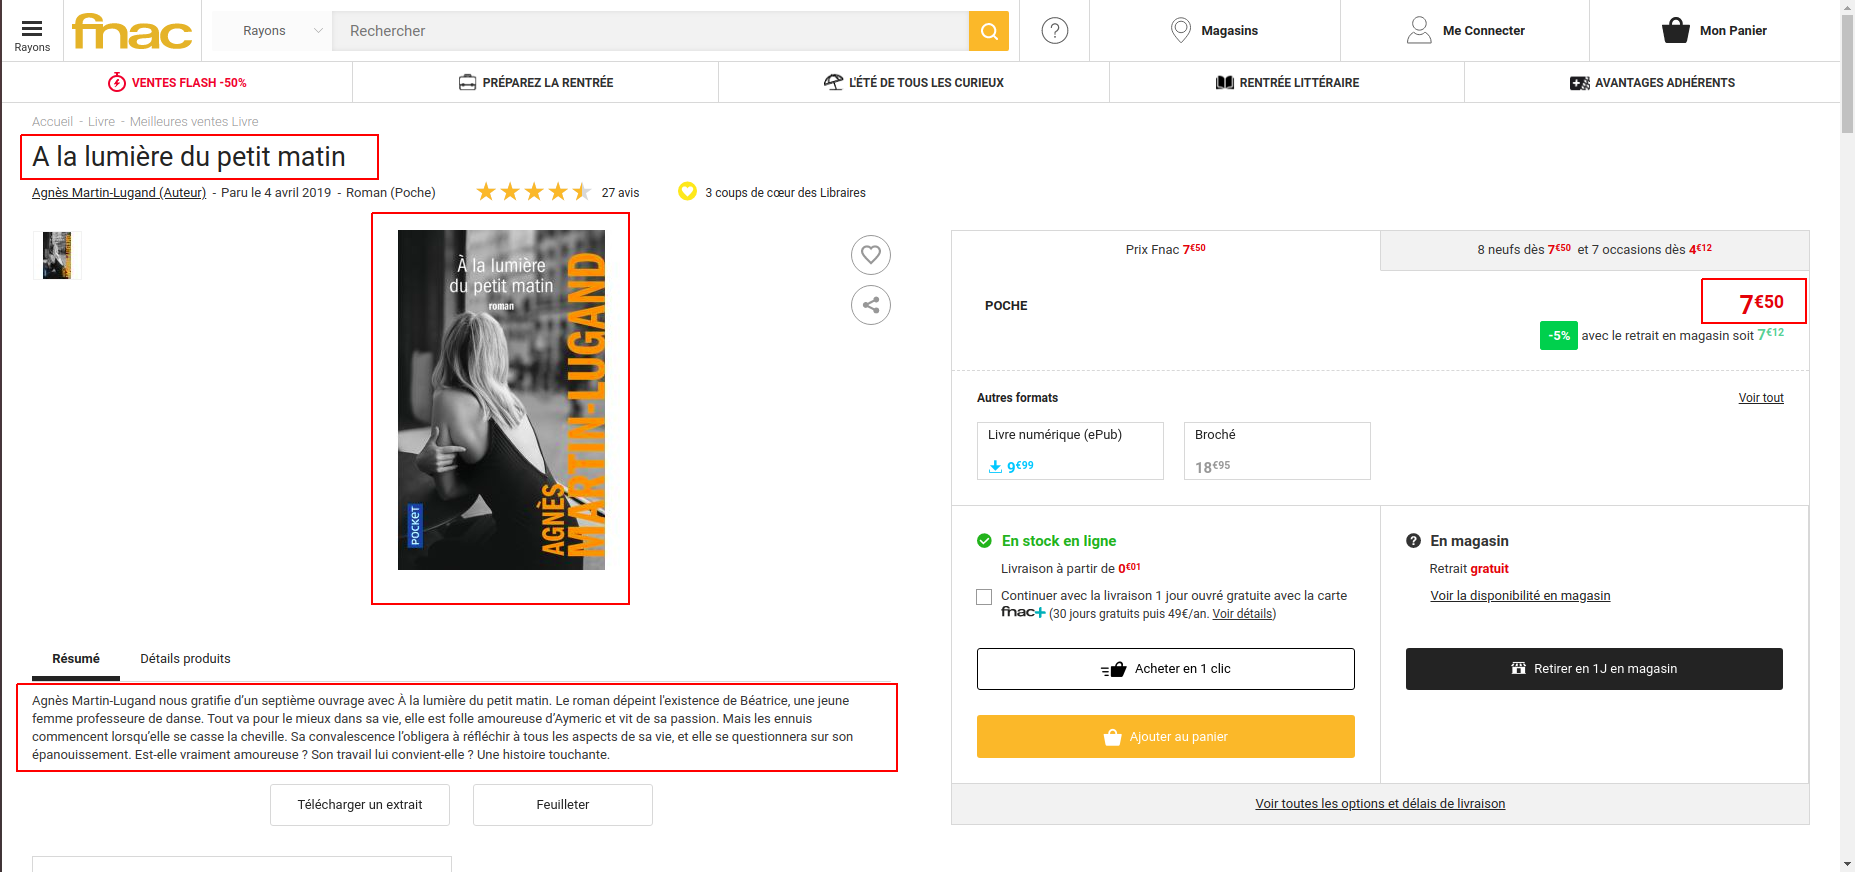 Rayons
fnac
Rayons
Rechercher
?
Magasins
Me Connecter
Mon Panier
VENTES FLASH -50%
PRÉPAREZ LA RENTRÉE
L'ÉTÉ DE TOUS LES CURIEUX
RENTRÉE LITTÉRAIRE
AVANTAGES ADHÉRENTS
Accueil - Livre - Meilleures ventes Livre
A la lumière du petit matin
Agnès Martin-Lugand (Auteur) - Paru le 4 avril 2019 - Roman (Poche)
27 avis
3 coups de cœur des Libraires
À la lumière
du petit matin
roman
AGNÈS
MARTIN-LUGAND
POCKET
Prix Fnac 7€50
8 neufs dès 7€50 et 7 occasions dès 4€12
POCHE
7€50
-5% avec le retrait en magasin soit 7€12
Autres formats
Voir tout
Livre numérique (ePub)
9€99
Broché
18€95
En stock en ligne
Livraison à partir de 0€01
Continuer avec la livraison 1 jour ouvré gratuite avec la carte
fnac+ (30 jours gratuits puis 49€/an. Voir détails)
Acheter en 1 clic
Ajouter au panier
? En magasin
Retrait gratuit
Voir la disponibilité en magasin
Retirer en 1J en magasin
Voir toutes les options et délais de livraison
Résumé
Détails produits
Agnès Martin-Lugand nous gratifie d'un septième ouvrage avec À la lumière du petit matin. Le roman dépeint l'existence de Béatrice, une jeune
femme professeure de danse. Tout va pour le mieux dans sa vie, elle est folle amoureuse d'Aymeric et vit de sa passion. Mais les ennuis
commencent lorsqu'elle se casse la cheville. Sa convalescence l'obligera à réfléchir à tous les aspects de sa vie, et elle se questionnera sur son
épanouissement. Est-elle vraiment amoureuse ? Son travail lui convient-elle ? Une histoire touchante.
Télécharger un extrait
Feuilleter